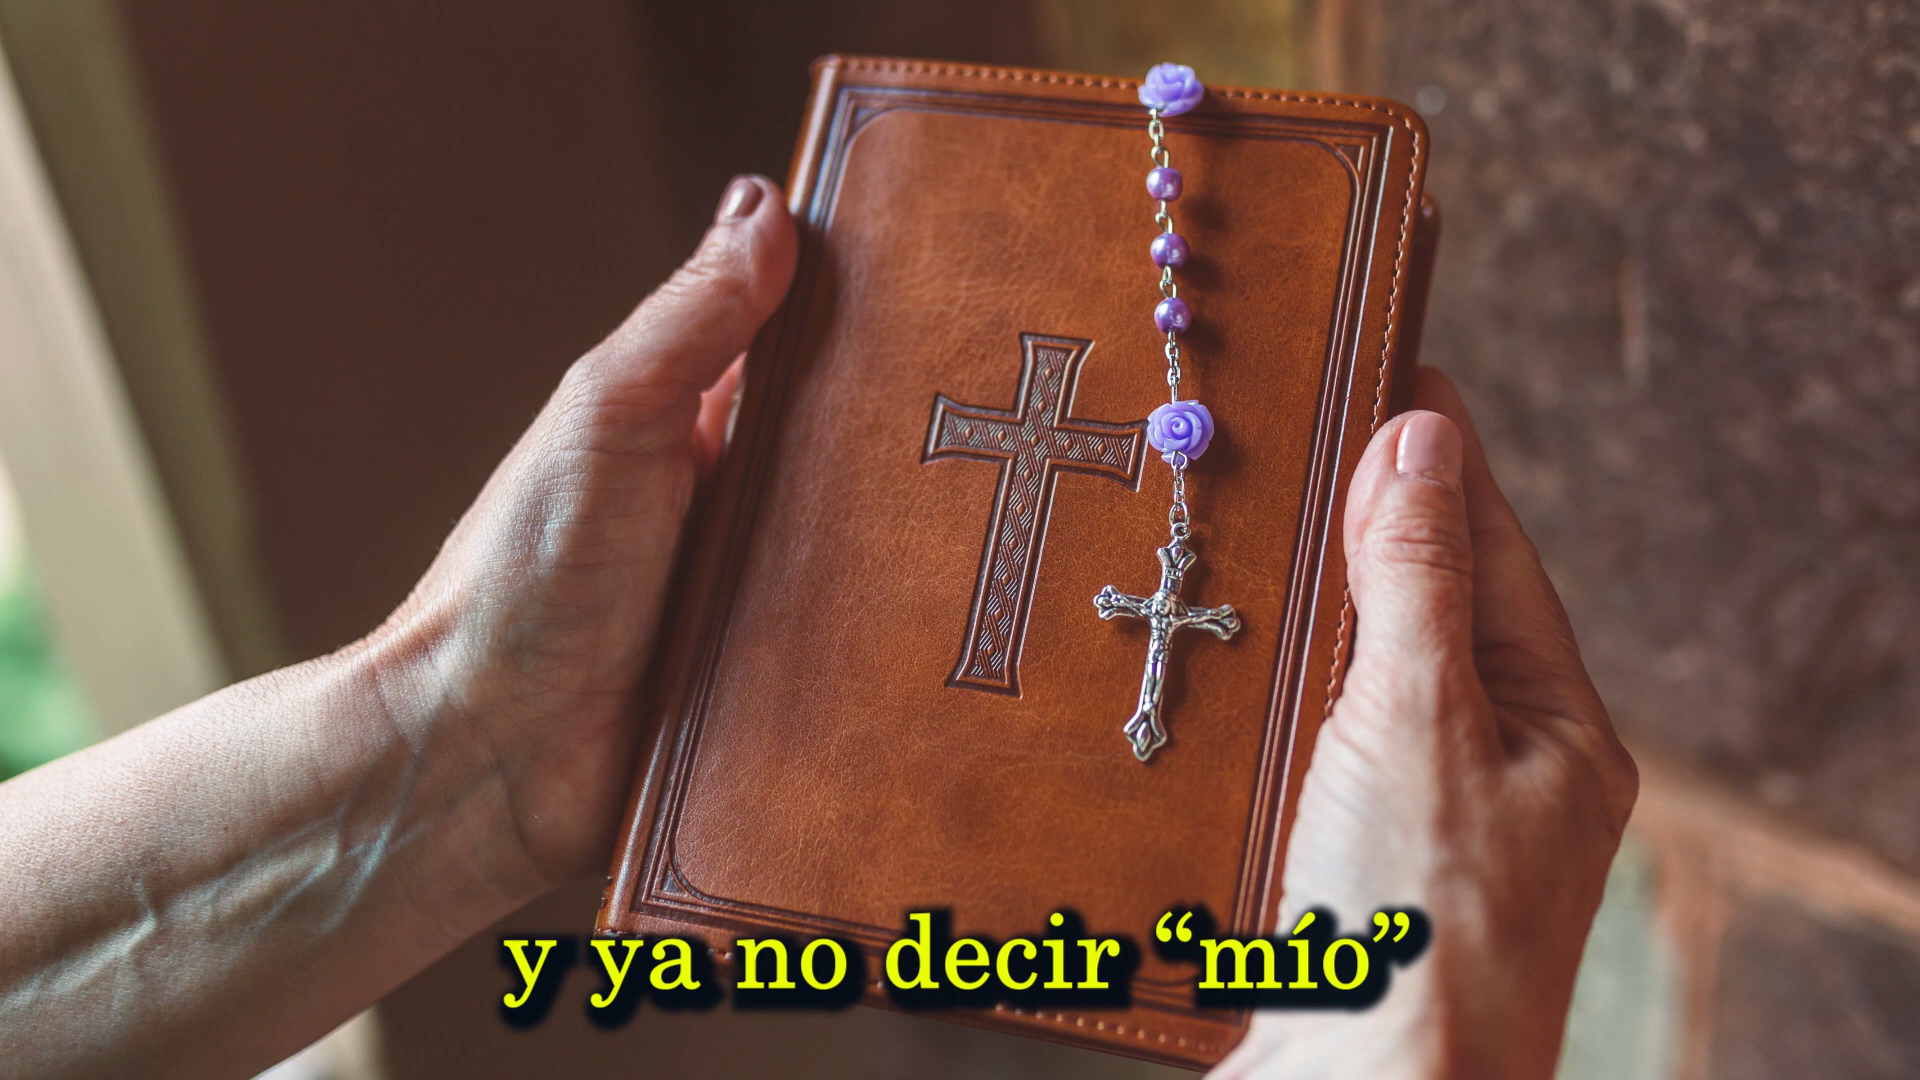 y ya no decir “mío”